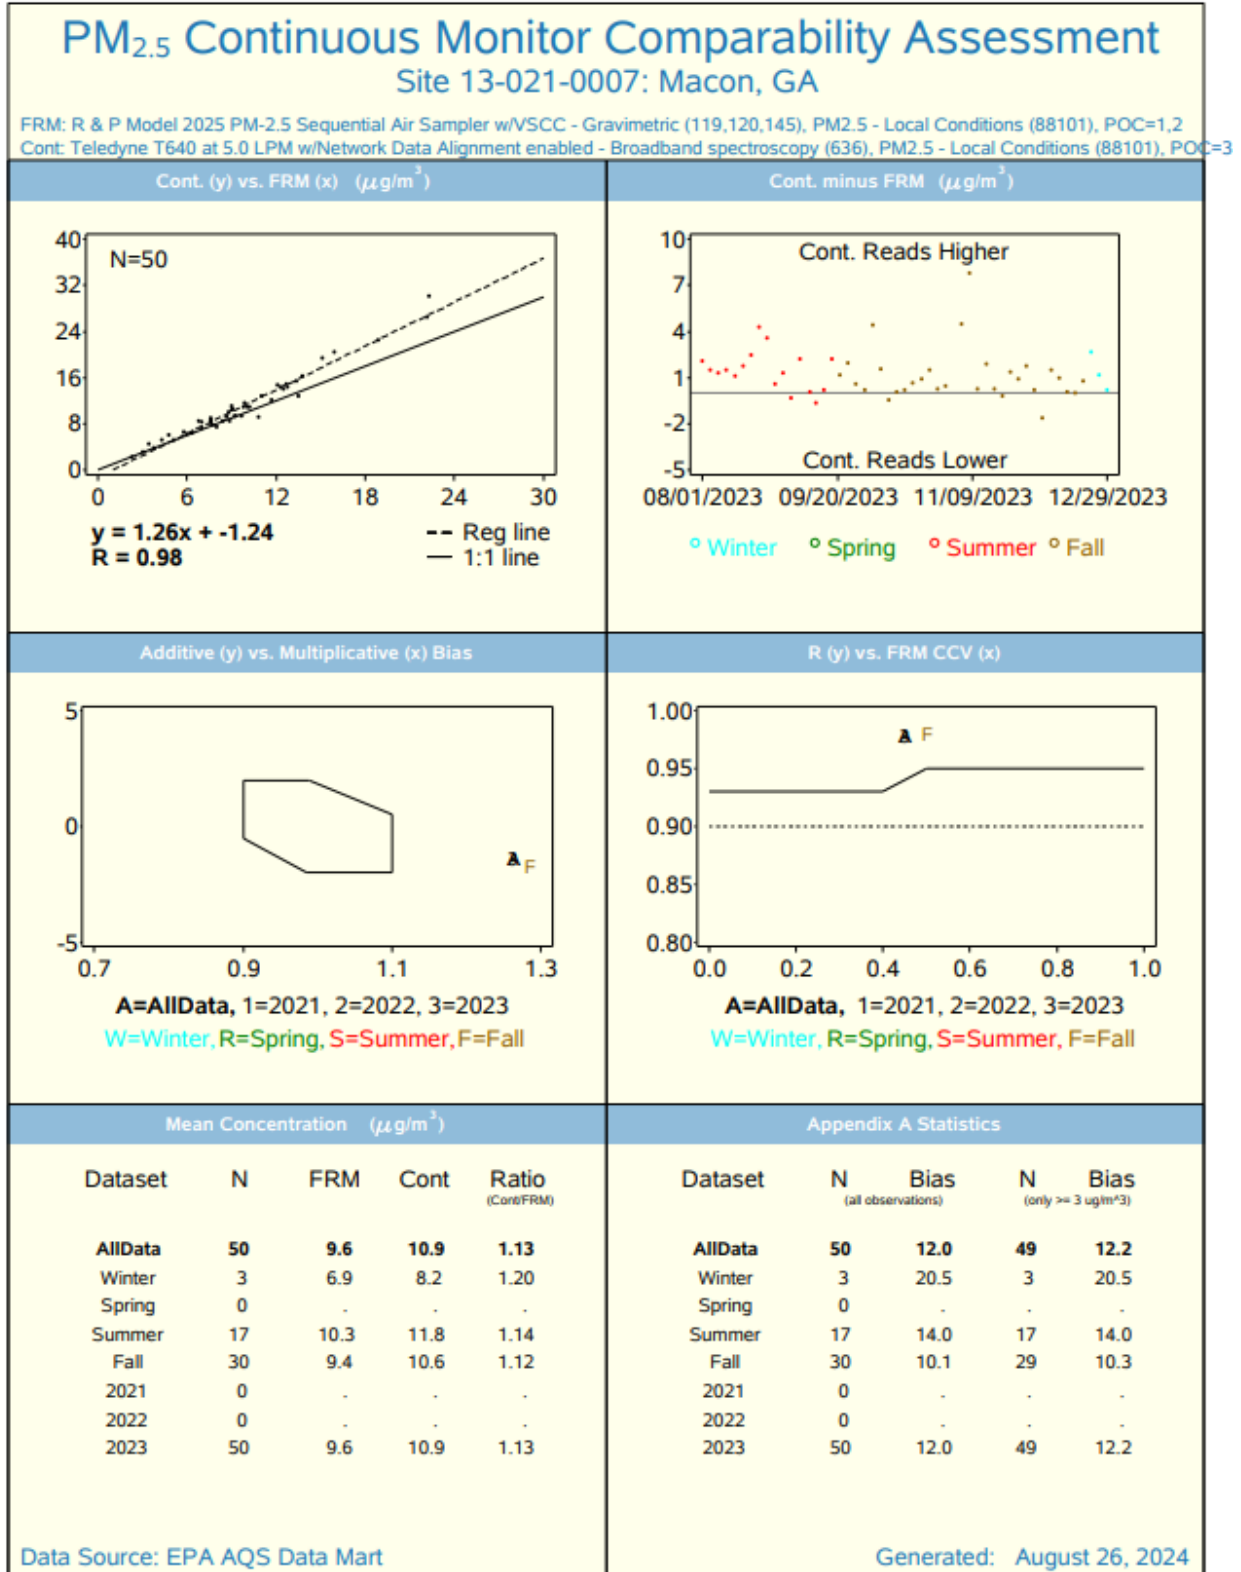 PM2.5 Continuous Monitor Comparability Assessment
Site 13-021-0007: Macon, GA
FRM: R & P Model 2025 PM-2.5 Sequential Air Sampler w/VSCC - Gravimetric (119,120,145), PM2.5 - Local Conditions (88101), POC=1,2
Cont: Teledyne T640 at 5.0 LPM w/Network Data Alignment enabled - Broadband spectroscopy (636), PM2.5 - Local Conditions (88101), POC=3
Cont. (y) vs. FRM (x) (μg/m³)
40
N=50
32
24
16
8
0
0 6 12 18 24 30
y = 1.26x + -1.24 -- Reg line
R = 0.98 — 1:1 line
Cont. minus FRM (μg/m³)
10
Cont. Reads Higher
7
4
1
-2
Cont. Reads Lower
-5
08/01/2023 09/20/2023 11/09/2023 12/29/2023
Winter Spring Summer Fall
Additive (y) vs. Multiplicative (x) Bias
5
0
A F
-5
0.7 0.9 1.1 1.3
A=AllData, 1=2021, 2=2022, 3=2023
W=Winter, R=Spring, S=Summer, F=Fall
R (y) vs. FRM CCV (x)
1.00
A F
0.95
0.90
0.85
0.80
0.0 0.2 0.4 0.6 0.8 1.0
A=AllData, 1=2021, 2=2022, 3=2023
W=Winter, R=Spring, S=Summer, F=Fall
Mean Concentration (μg/m³)
Dataset N FRM Cont Ratio
(Cont/FRM)
AllData 50 9.6 10.9 1.13
Winter 3 6.9 8.2 1.20
Spring 0 . . .
Summer 17 10.3 11.8 1.14
Fall 30 9.4 10.6 1.12
2021 0 . . .
2022 0 . . .
2023 50 9.6 10.9 1.13
Appendix A Statistics
Dataset N Bias N Bias
(all observations) (only >= 3 ug/m^3)
AllData 50 12.0 49 12.2
Winter 3 20.5 3 20.5
Spring 0 . . .
Summer 17 14.0 17 14.0
Fall 30 10.1 29 10.3
2021 0 . . .
2022 0 . . .
2023 50 12.0 49 12.2
Data Source: EPA AQS Data Mart
Generated: August 26, 2024